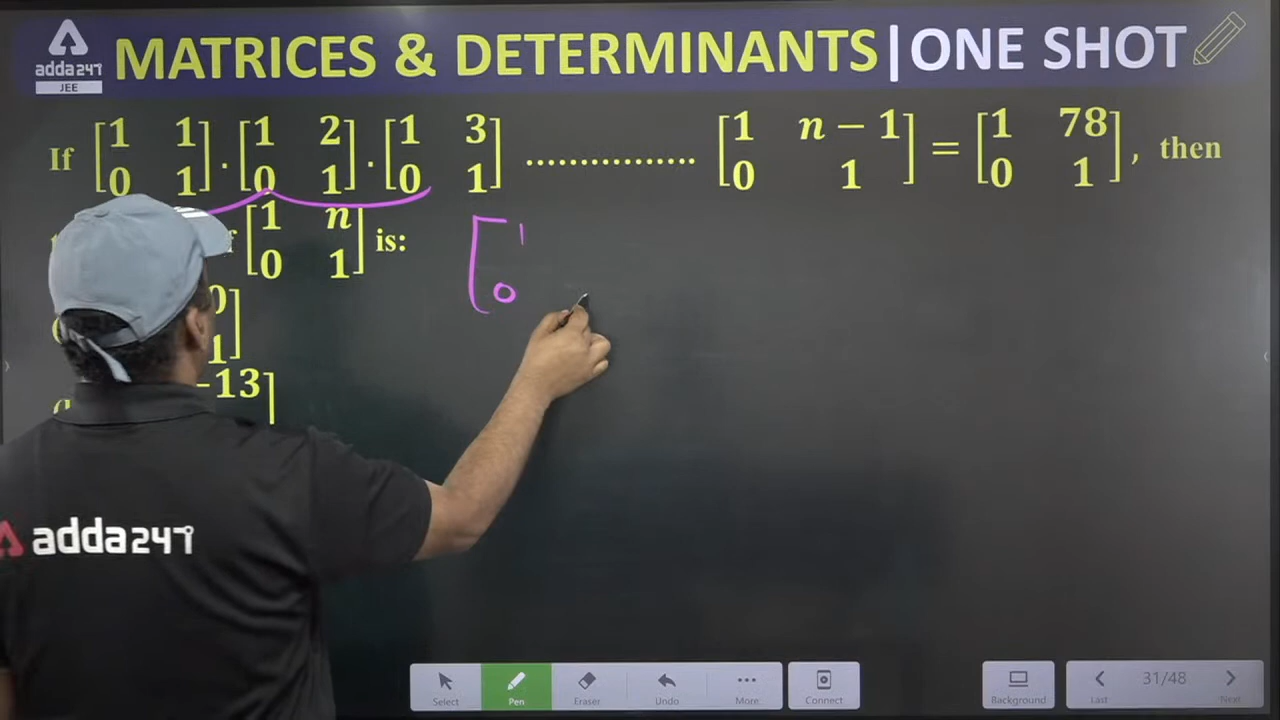 adda247
JEE
MATRICES & DETERMINANTS|ONE SHOT
If [1 1 0 1] . [1 2 0 1] . [1 3 0 1] ................ [1 n − 1 0 1] = [1 78 0 1], then
[1 n 0 1] is:
1]
−13]
[1
0
adda247
Select
Pen
Eraser
Undo
More
Connect
Background
Last
31/48
Next